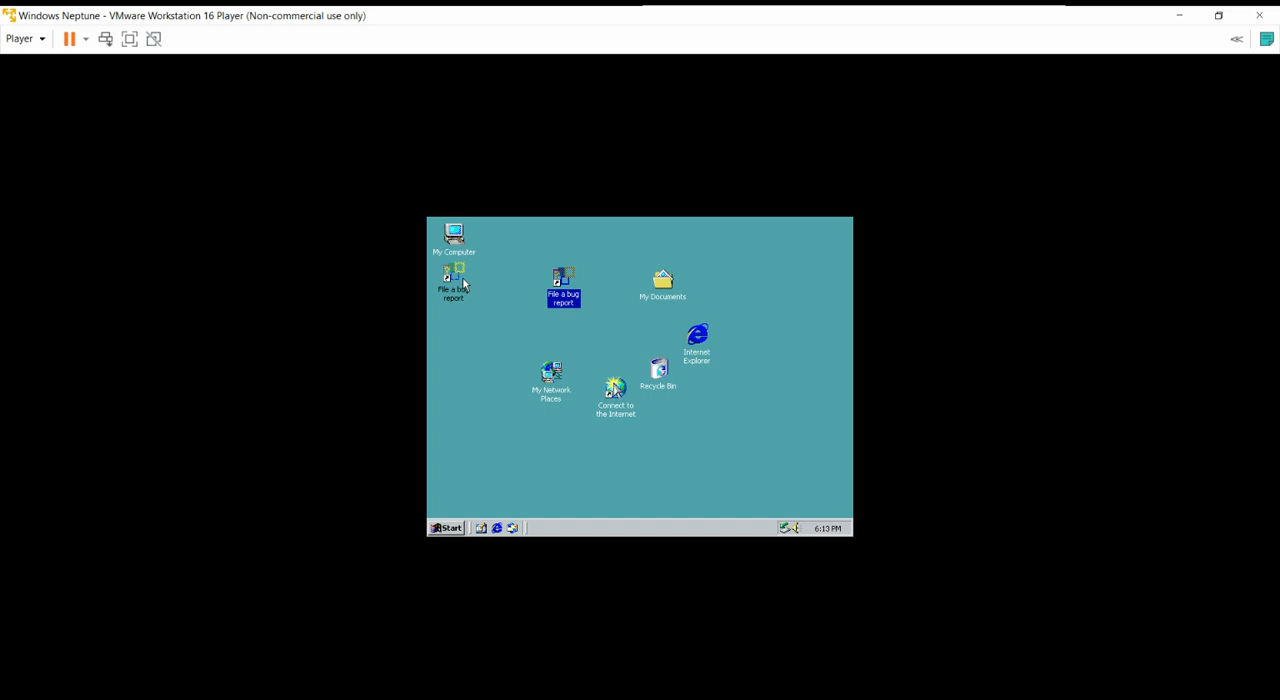 Windows Neptune - VMware Workstation 16 Player (Non-commercial use only)
Player
My Computer
File a bug
report
File a bug
report
My Documents
Internet
Explorer
Recycle Bin
My Network
Places
Connect to
the Internet
Start
6:13 PM